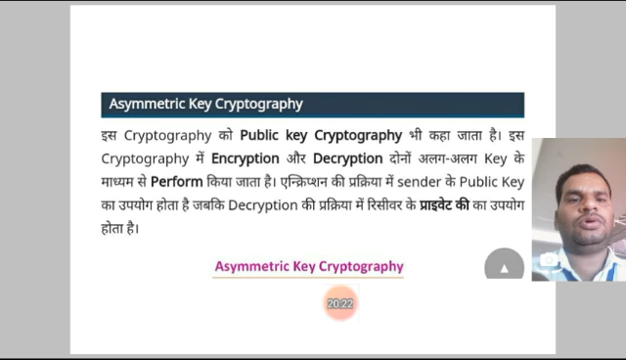 Asymmetric Key Cryptography
इस Cryptography को Public key Cryptography भी कहा जाता है। इस
Cryptography में Encryption और Decryption दोनों अलग-अलग Key के
माध्यम से Perform किया जाता है। एन्क्रिप्शन की प्रक्रिया में sender के Public Key
का उपयोग होता है जबकि Decryption की प्रक्रिया में रिसीवर के प्राइवेट की का उपयोग
होता है।
Asymmetric Key Cryptography
20:22